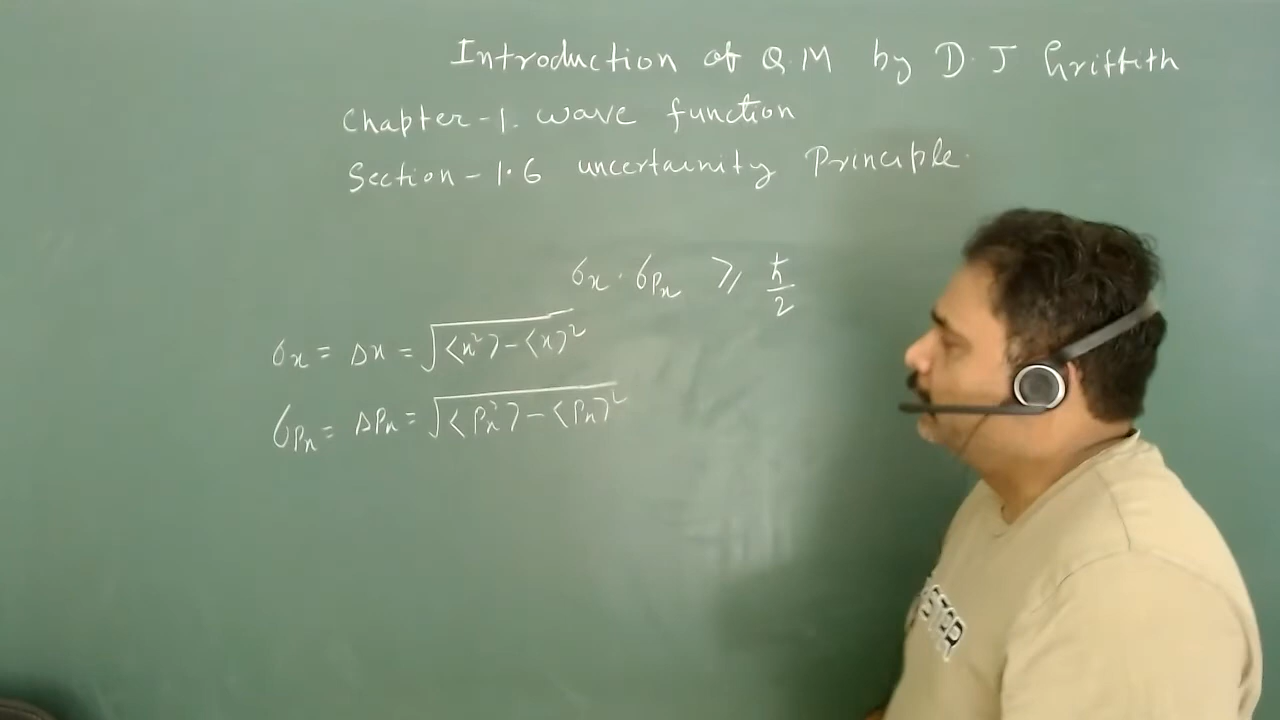 Introduction of Q.M by D.J Griffith
Chapter-1. wave function
Section-1.6 uncertainity Principle.
σx . σPx ≥ ħ/2
σx = Δx = √<x²> - <x>²
σPx = ΔPx = √<Px²> - <Px>²